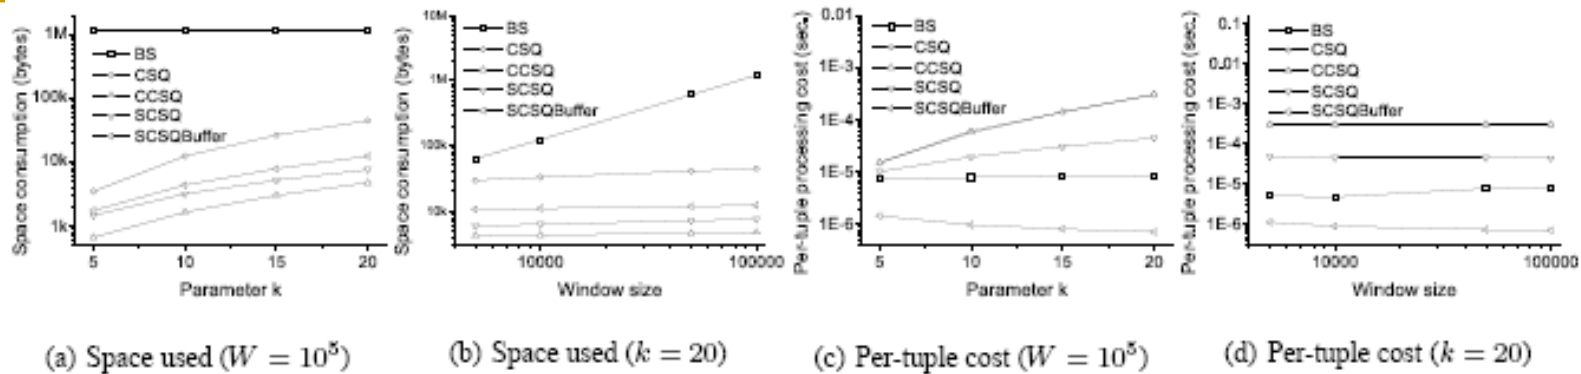 Space consumption (bytes)
1M
100k
10k
1k
BS
CSQ
CCSQ
SCSQ
SCSQBuffer
5 10 15 20
Parameter k
(a) Space used (W = 10⁵)
Space consumption (bytes)
10M
1M
100k
10k
BS
CSQ
CCSQ
SCSQ
SCSQBuffer
10000 100000
Window size
(b) Space used (k = 20)
Per-tuple processing cost (sec.)
0.01
1E-3
1E-4
1E-5
1E-6
BS
CSQ
CCSQ
SCSQ
SCSQBuffer
5 10 15 20
Parameter k
(c) Per-tuple cost (W = 10⁵)
Per-tuple processing cost (sec.)
0.1
0.01
1E-3
1E-4
1E-5
1E-6
BS
CSQ
CCSQ
SCSQ
SCSQBuffer
10000 100000
Window size
(d) Per-tuple cost (k = 20)